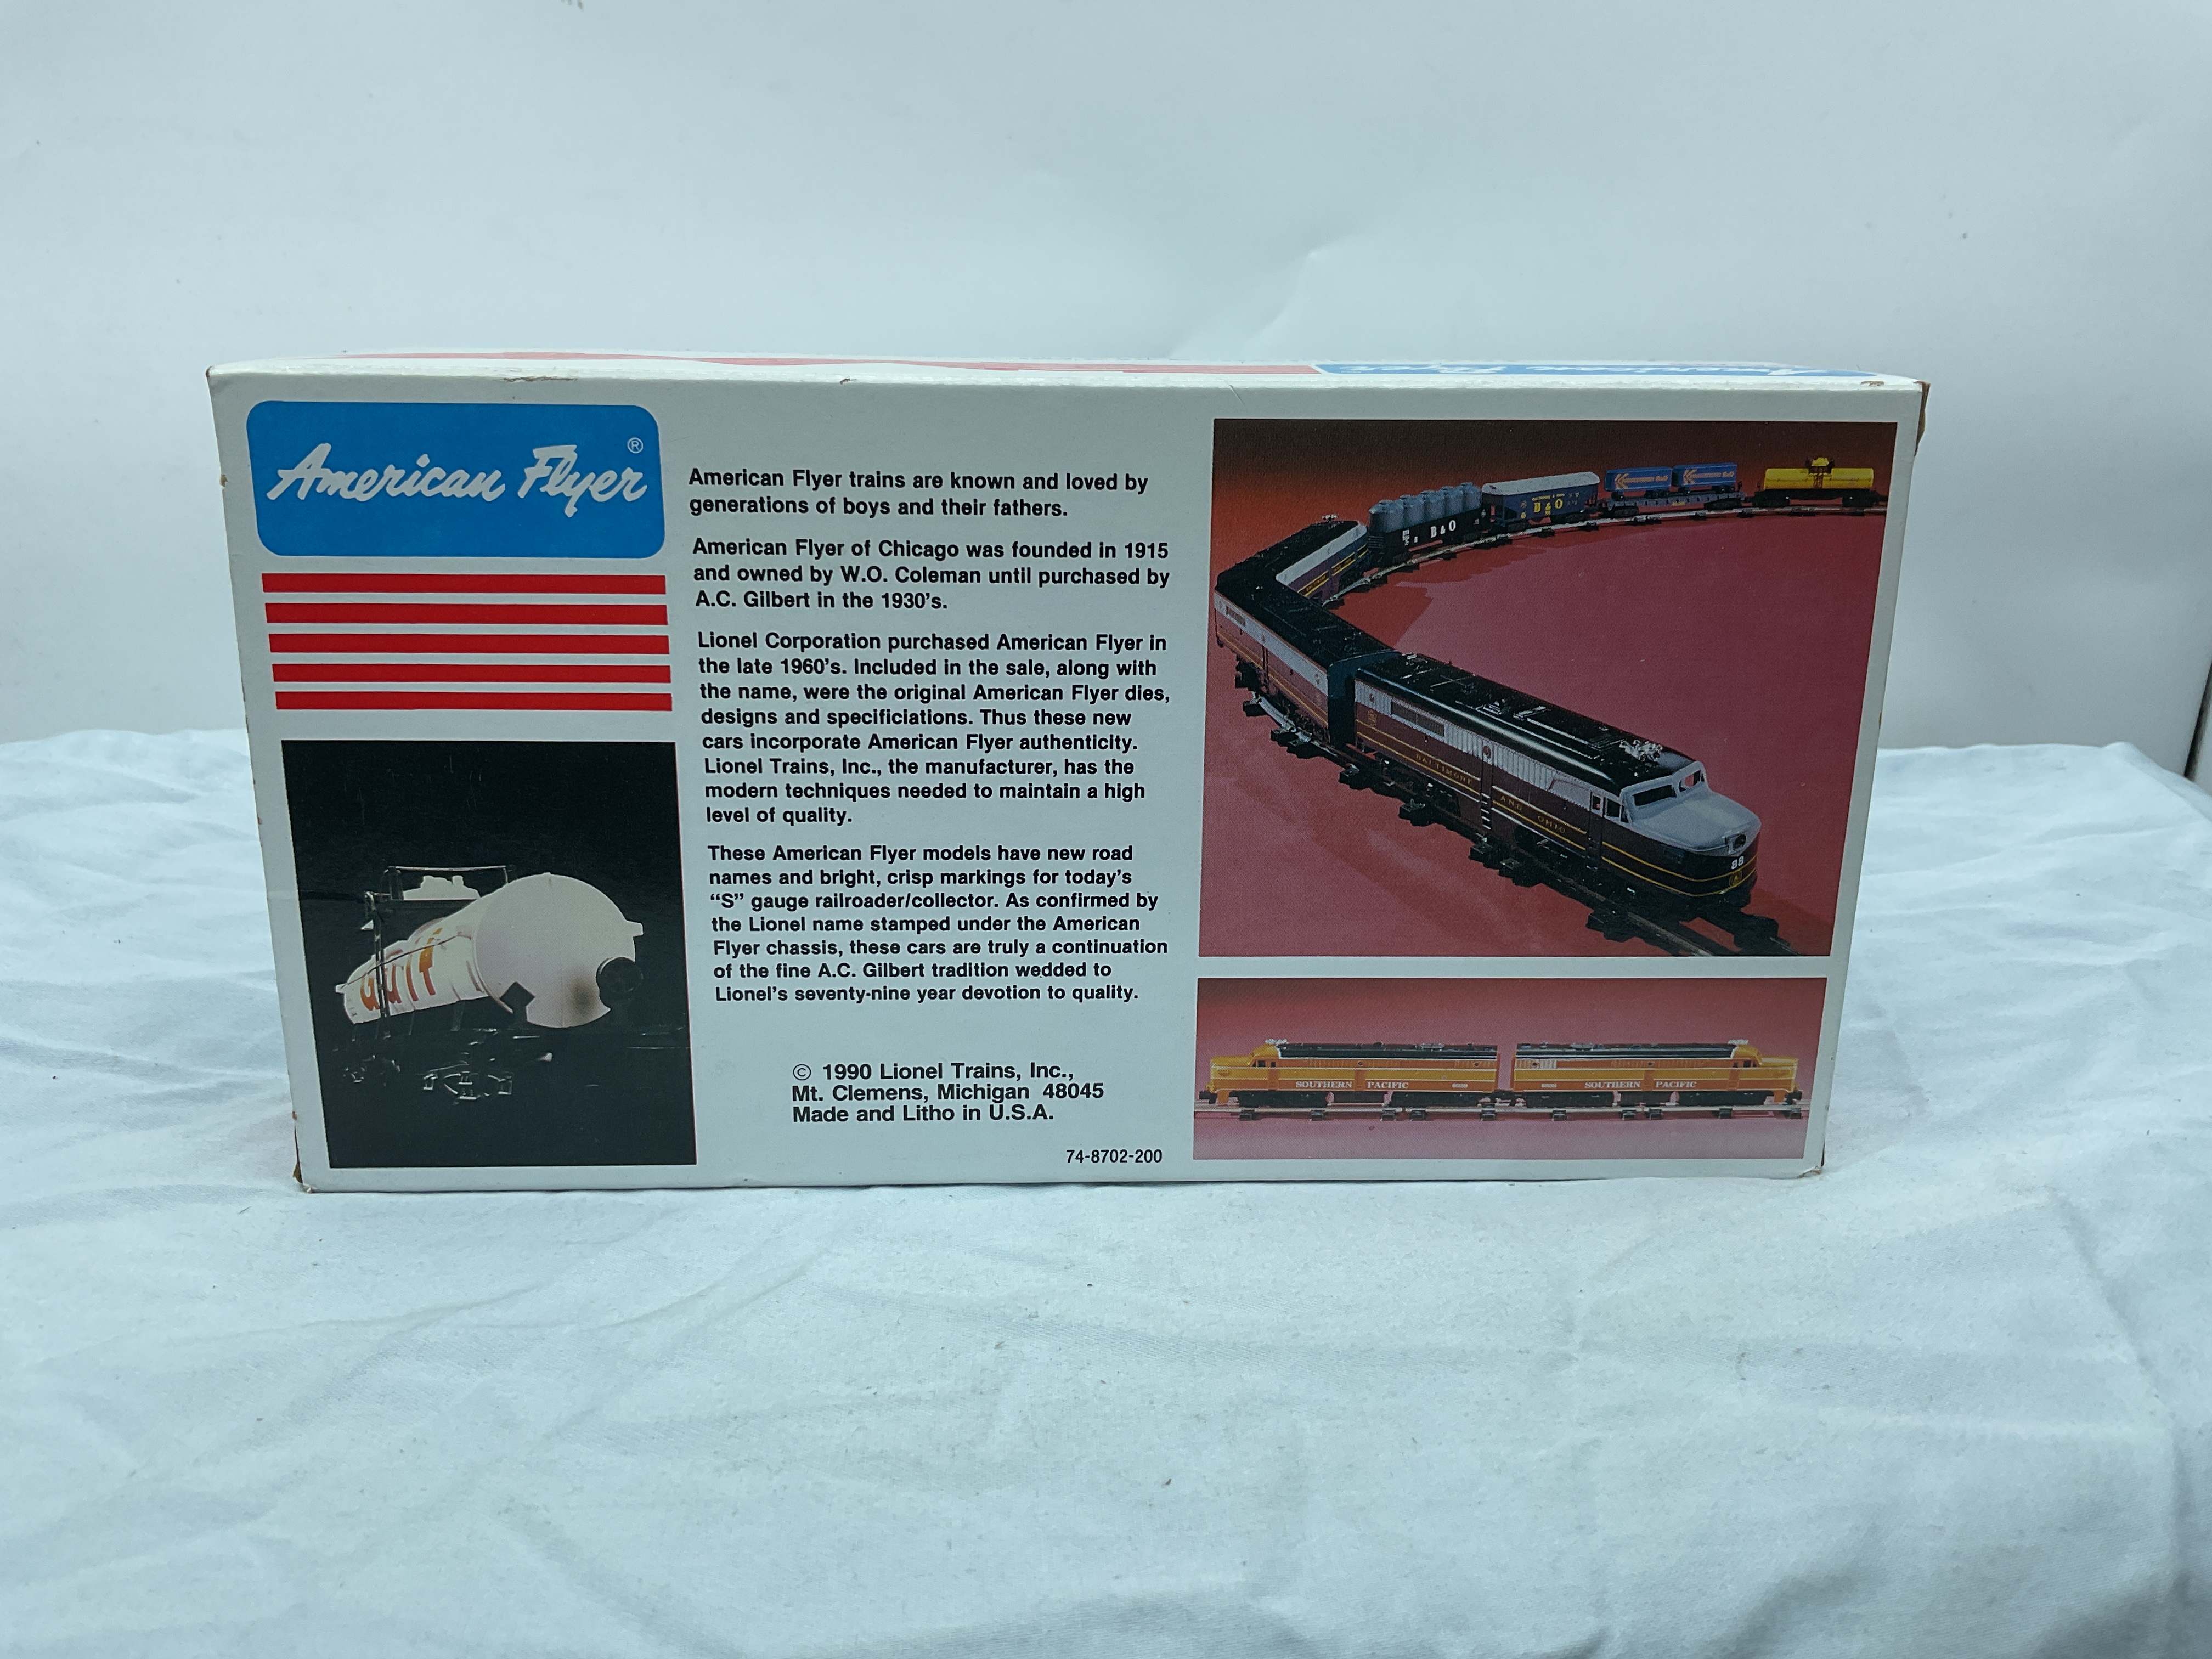 American Flyer
American Flyer ®
American Flyer trains are known and loved by
generations of boys and their fathers.
American Flyer of Chicago was founded in 1915
and owned by W.O. Coleman until purchased by
A.C. Gilbert in the 1930's.
Lionel Corporation purchased American Flyer in
the late 1960's. Included in the sale, along with
the name, were the original American Flyer dies,
designs and specificiations. Thus these new
cars incorporate American Flyer authenticity.
Lionel Trains, Inc., the manufacturer, has the
modern techniques needed to maintain a high
level of quality.
These American Flyer models have new road
names and bright, crisp markings for today's
“S” gauge railroader/collector. As confirmed by
the Lionel name stamped under the American
Flyer chassis, these cars are truly a continuation
of the fine A.C. Gilbert tradition wedded to
Lionel's seventy-nine year devotion to quality.
© 1990 Lionel Trains, Inc.,
Mt. Clemens, Michigan 48045
Made and Litho in U.S.A.
74-8702-200
GULF
B&O
B & O
BALTIMORE AND OHIO
88
SOUTHERN PACIFIC
SOUTHERN PACIFIC